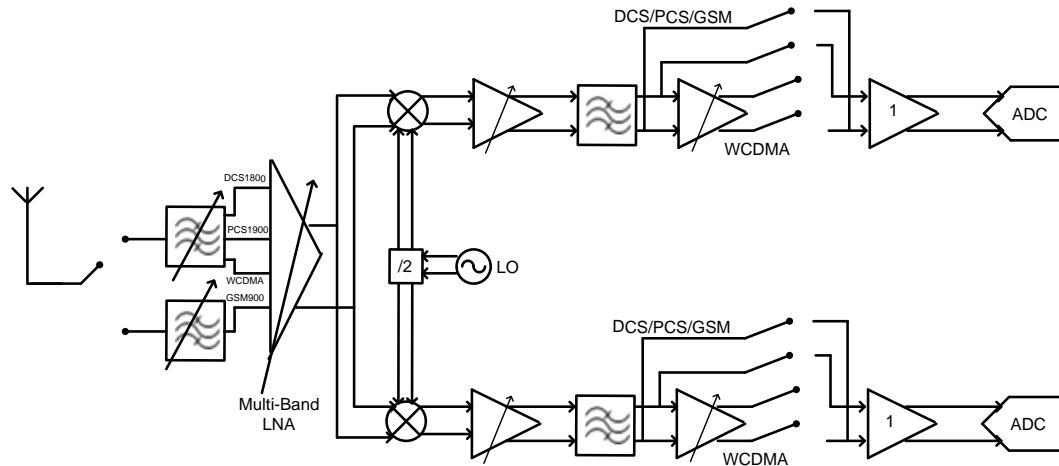 DCS/PCS/GSM
1
ADC
WCDMA
DCS1800
PCS1900
WCDMA
GSM900
/2
LO
Multi-Band
LNA
DCS/PCS/GSM
1
ADC
WCDMA